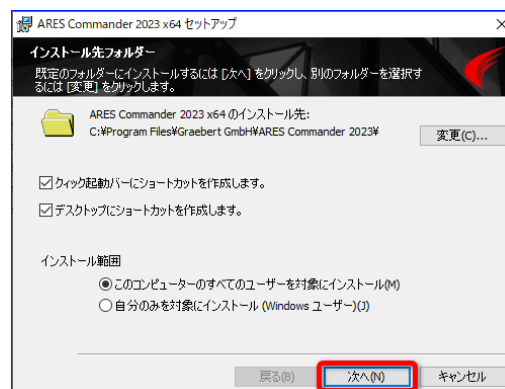 ARES Commander 2023 x64 セットアップ
インストール先フォルダー
既定のフォルダーにインストールするには [次へ] をクリックし、別のフォルダーを選択す
るには [変更] をクリックします。
ARES Commander 2023 x64 のインストール先:
C:¥Program Files¥Graebert GmbH¥ARES Commander 2023¥
変更(C)...
クイック起動バーにショートカットを作成します。
デスクトップにショートカットを作成します。
インストール範囲
このコンピューターのすべてのユーザーを対象にインストール(M)
自分のみを対象にインストール (Windows ユーザー)(J)
戻る(B)
次へ(N)
キャンセル